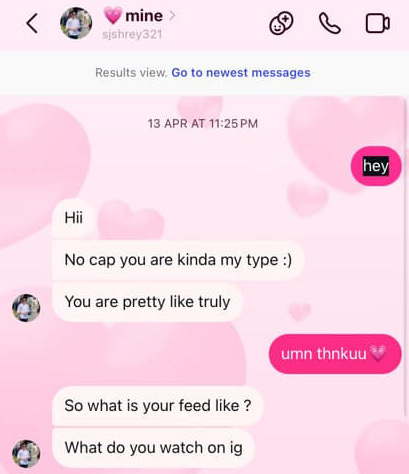 💗mine
sjshrey321
Results view. Go to newest messages
13 APR AT 11:25 PM
hey
Hii
No cap you are kinda my type :)
You are pretty like truly
umn thnkuu💗
So what is your feed like ?
What do you watch on ig